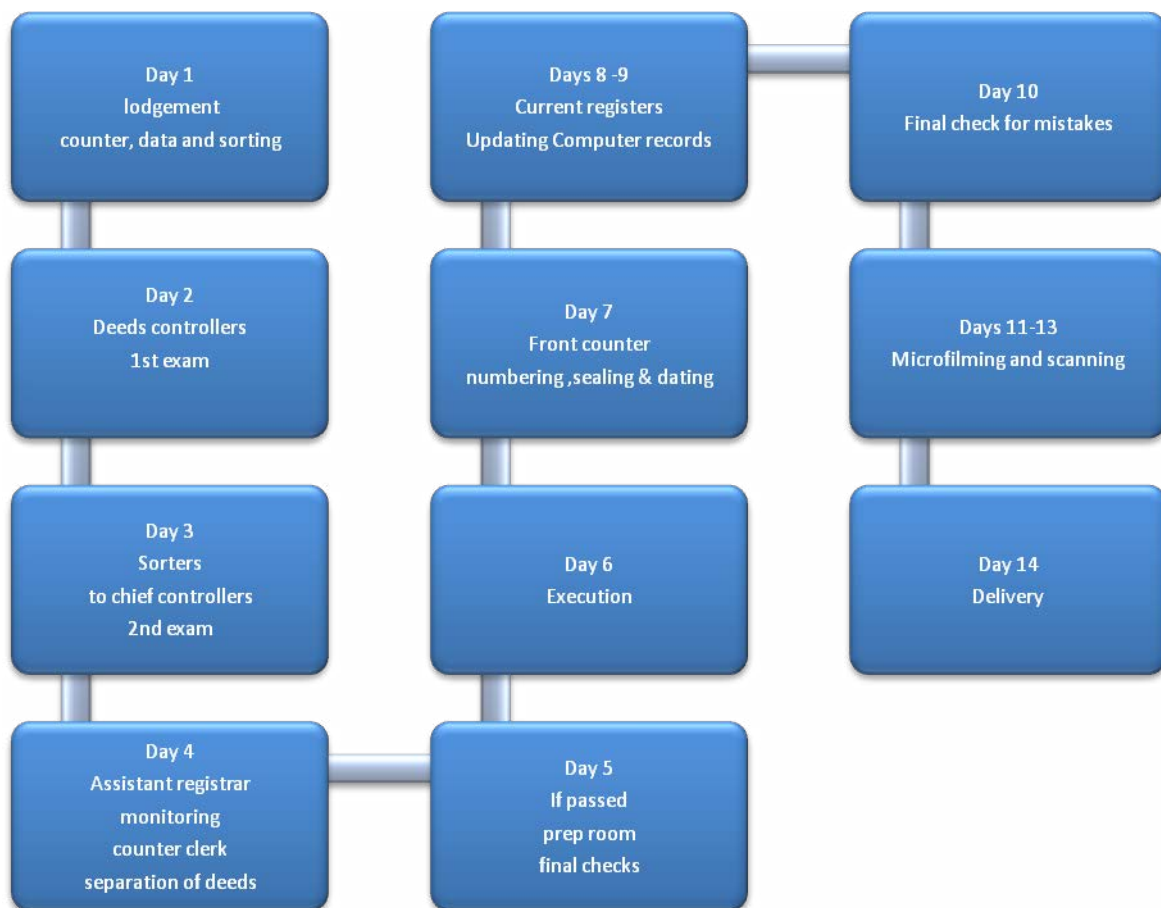 Day 1
lodgement
counter, data and sorting
Day 2
Deeds controllers
1st exam
Day 3
Sorters
to chief controllers
2nd exam
Day 4
Assistant registrar
monitoring
counter clerk
separation of deeds
Day 5
If passed
prep room
final checks
Day 6
Execution
Day 7
Front counter
numbering ,sealing & dating
Days 8 -9
Current registers
Updating Computer records
Day 10
Final check for mistakes
Days 11-13
Microfilming and scanning
Day 14
Delivery